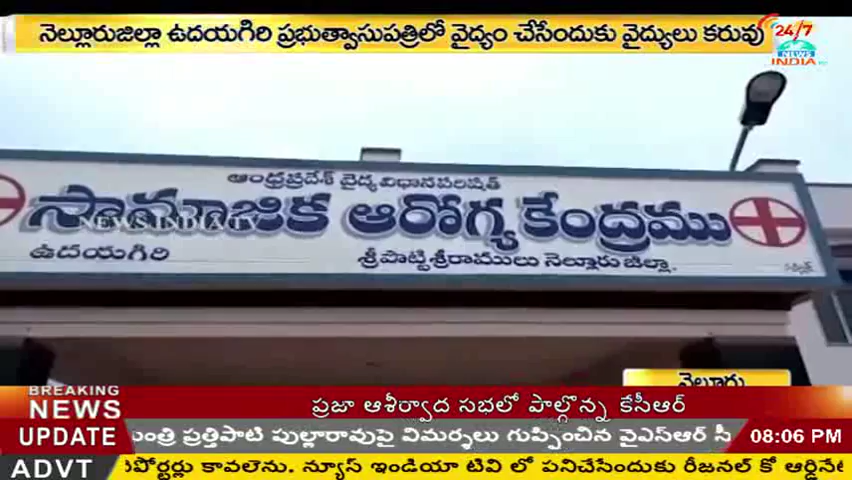 నెల్లూరుజిల్లా ఉదయగిరి ప్రభుత్వాసుపత్రిలో వైద్యం చేసేందుకు వైద్యులు కరువు
24/7
NEWS
INDIA
ఆంధ్రప్రదేశ్ వైద్య విధాన పరిషత్
సామాజిక ఆరోగ్య కేంద్రము
ఉదయగిరి
శ్రీపొట్టి శ్రీరాములు నెల్లూరు జిల్లా.
నెల్లూరు
BREAKING
NEWS
UPDATE
ప్రజా ఆశీర్వాద సభలో పాల్గొన్న కేసీఆర్
మంత్రి ప్రత్తిపాటి పుల్లారావుపై విమర్శలు గుప్పించిన వైఎస్ఆర్ సీ
08:06 PM
ADVT
రిపోర్టర్లు కావలెను. న్యూస్ ఇండియా టివి లో పనిచేసేందుకు రీజనల్ కో ఆర్డినేట